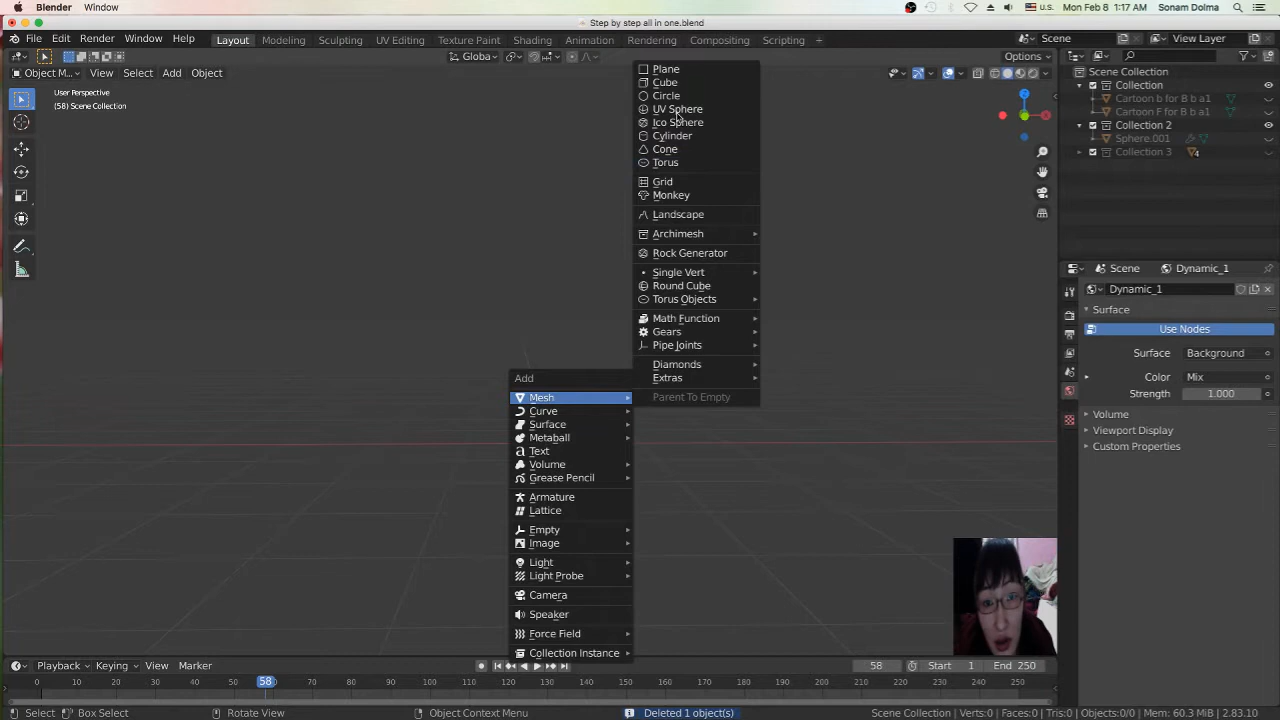 Blender Window U.S. Mon Feb 8 1:17 AM Sonam Dolma
Step by step all in one.blend
File Edit Render Window Help Layout Modeling Sculpting UV Editing Texture Paint Shading Animation Rendering Compositing Scripting + Scene View Layer
Globa Options
Object M... View Select Add Object
User Perspective
(58) Scene Collection
Plane
Cube
Circle
UV Sphere
Ico Sphere
Cylinder
Cone
Torus
Grid
Monkey
Landscape
Archimesh
Rock Generator
Single Vert
Round Cube
Torus Objects
Math Function
Gears
Pipe Joints
Diamonds
Extras
Parent To Empty
Add
Mesh
Curve
Surface
Metaball
Text
Volume
Grease Pencil
Armature
Lattice
Empty
Image
Light
Light Probe
Camera
Speaker
Force Field
Collection Instance
Z
Scene Collection
Collection
Cartoon b for B b a1
Cartoon F for B b a1
Collection 2
Sphere.001
Collection 3 4
Scene Dynamic_1
Dynamic_1
Surface
Use Nodes
Surface Background
Color Mix
Strength 1.000
Volume
Viewport Display
Custom Properties
Playback Keying View Marker 58 Start 1 End 250
0 10 20 30 40 50 58 70 80 90 100 110 120 130 140 150 160 170 180 190 200 210 220 230 240 250
Select Box Select Rotate View Object Context Menu Deleted 1 object(s) Scene Collection | Verts:0 | Faces:0 | Tris:0 | Objects:0/0 | Mem: 60.3 MiB | 2.83.10